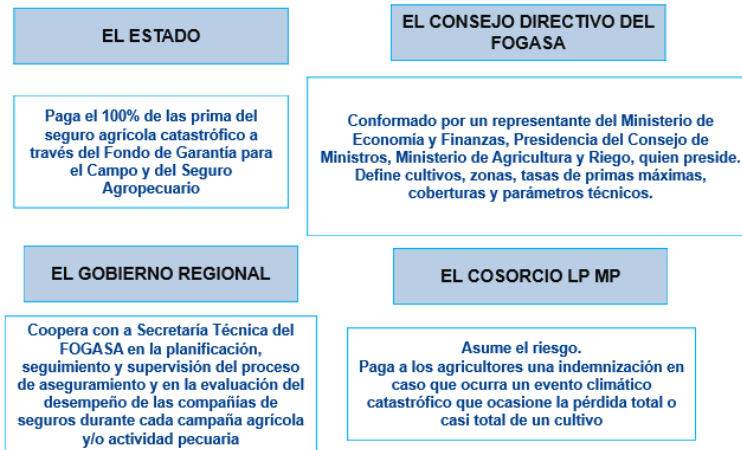 EL ESTADO
Paga el 100% de las prima del
seguro agrícola catastrófico a
través del Fondo de Garantía para
el Campo y del Seguro
Agropecuario
EL CONSEJO DIRECTIVO DEL
FOGASA
Conformado por un representante del Ministerio de
Economía y Finanzas, Presidencia del Consejo de
Ministros, Ministerio de Agricultura y Riego, quien preside.
Define cultivos, zonas, tasas de primas máximas,
coberturas y parámetros técnicos.
EL GOBIERNO REGIONAL
Coopera con a Secretaría Técnica del
FOGASA en la planificación,
seguimiento y supervisión del proceso
de aseguramiento y en la evaluación del
desempeño de las compañías de
seguros durante cada campaña agrícola
y/o actividad pecuaria
EL COSORCIO LP MP
Asume el riesgo.
Paga a los agricultores una indemnización en
caso que ocurra un evento climático
catastrófico que ocasione la pérdida total o
casi total de un cultivo